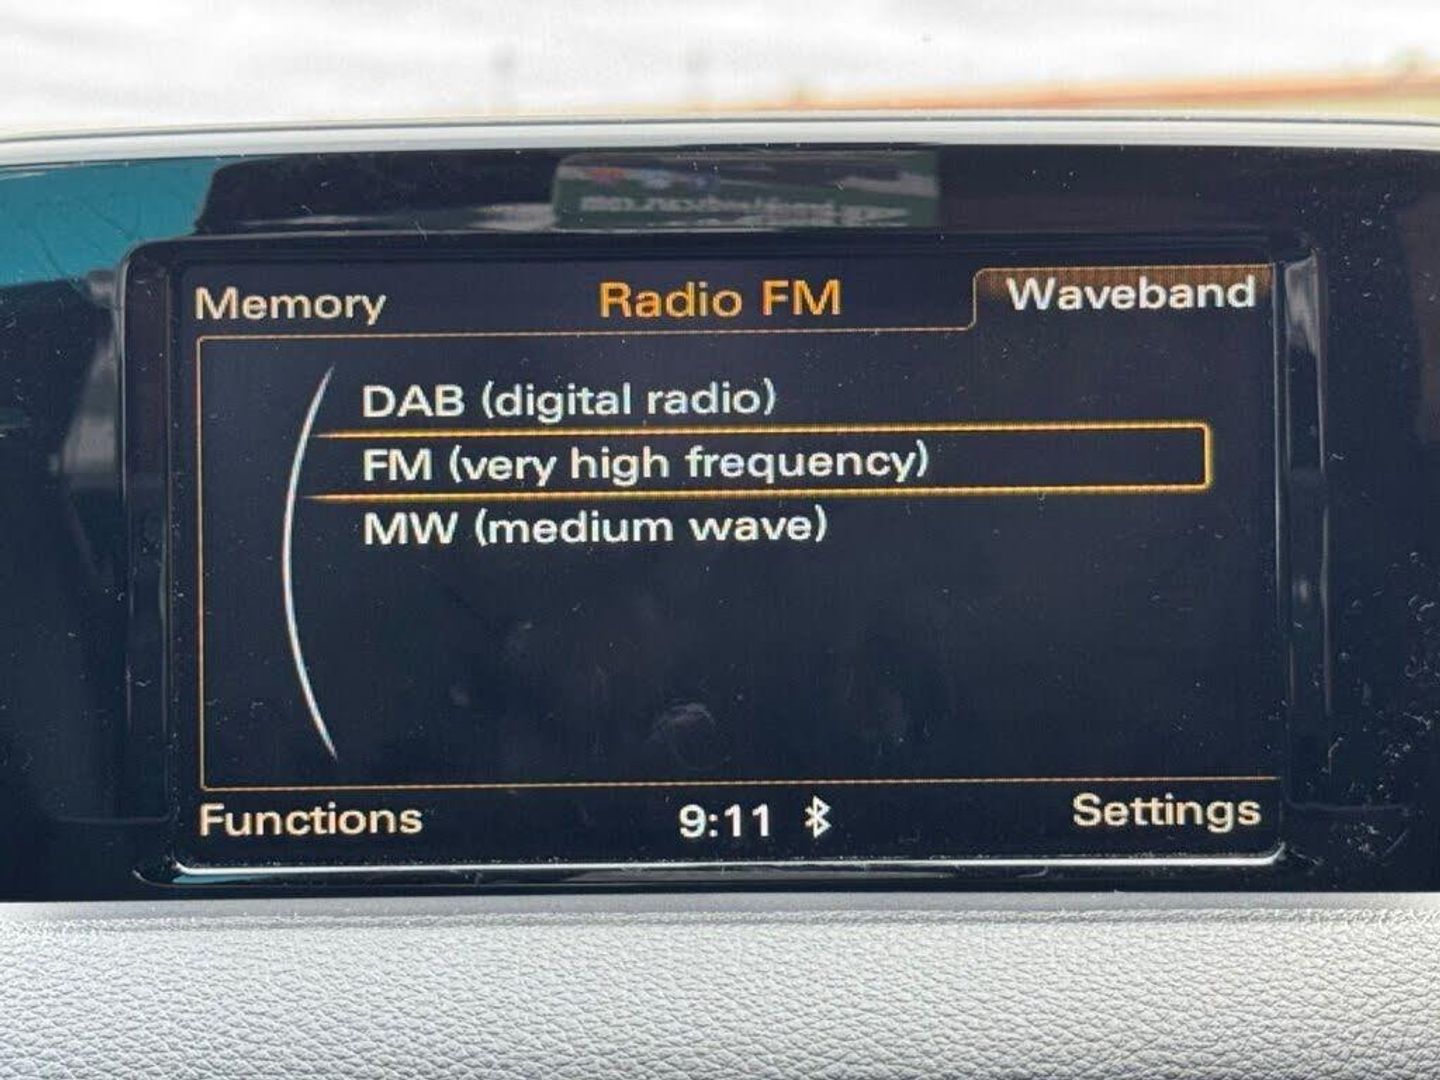 Memory
Radio FM
Waveband
DAB (digital radio)
FM (very high frequency)
MW (medium wave)
Functions
9:11
Settings